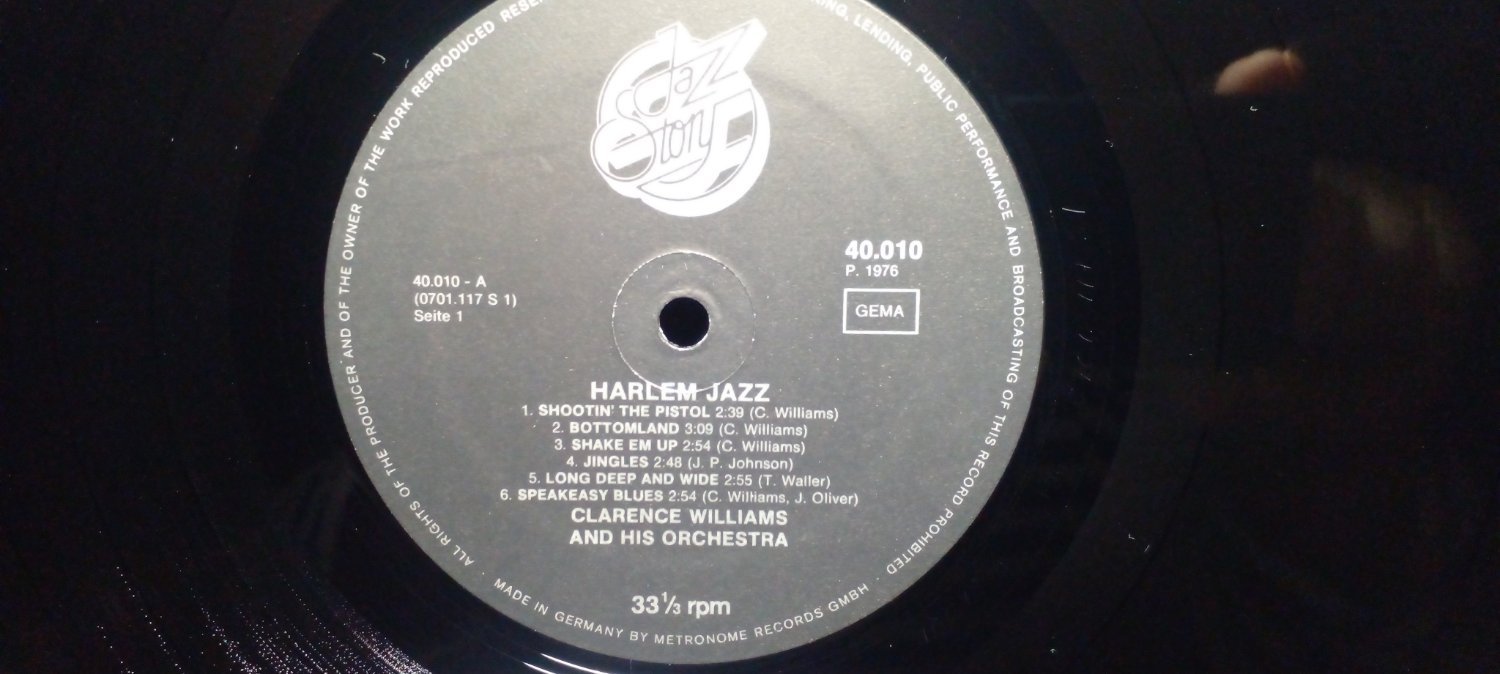 Jazz
Story
ALL RIGHTS OF THE PRODUCER AND OF THE OWNER OF THE WORK REPRODUCED
LENDING, PUBLIC PERFORMANCE AND BROADCASTING OF THIS RECORD PROHIBITED
40.010 - A
(0701.117 S 1)
Seite 1
40.010
P. 1976
GEMA
HARLEM JAZZ
1. SHOOTIN' THE PISTOL 2:39 (C. Williams)
2. BOTTOMLAND 3:09 (C. Williams)
3. SHAKE EM UP 2:54 (C. Williams)
4. JINGLES 2:48 (J. P. Johnson)
5. LONG DEEP AND WIDE 2:55 (T. Waller)
6. SPEAKEASY BLUES 2:54 (C. Williams, J. Oliver)
CLARENCE WILLIAMS
AND HIS ORCHESTRA
33⅓ rpm
MADE IN GERMANY BY METRONOME RECORDS GMBH